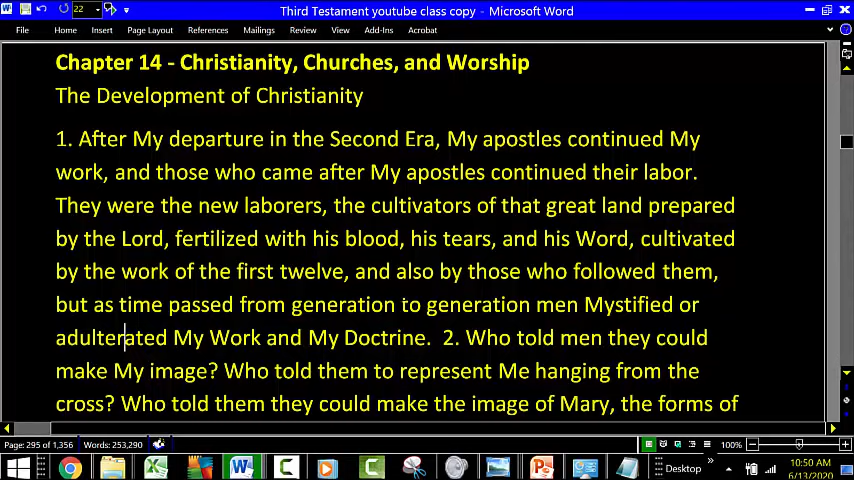 Third Testament youtube class copy - Microsoft Word
22
File Home Insert Page Layout References Mailings Review View Add-Ins Acrobat
Chapter 14 - Christianity, Churches, and Worship
The Development of Christianity
1. After My departure in the Second Era, My apostles continued My
work, and those who came after My apostles continued their labor.
They were the new laborers, the cultivators of that great land prepared
by the Lord, fertilized with his blood, his tears, and his Word, cultivated
by the work of the first twelve, and also by those who followed them,
but as time passed from generation to generation men Mystified or
adulterated My Work and My Doctrine.  2. Who told men they could
make My image? Who told them to represent Me hanging from the
cross? Who told them they could make the image of Mary, the forms of
Page: 295 of 1,356 Words: 253,290 100%
Desktop 10:50 AM
6/13/2020